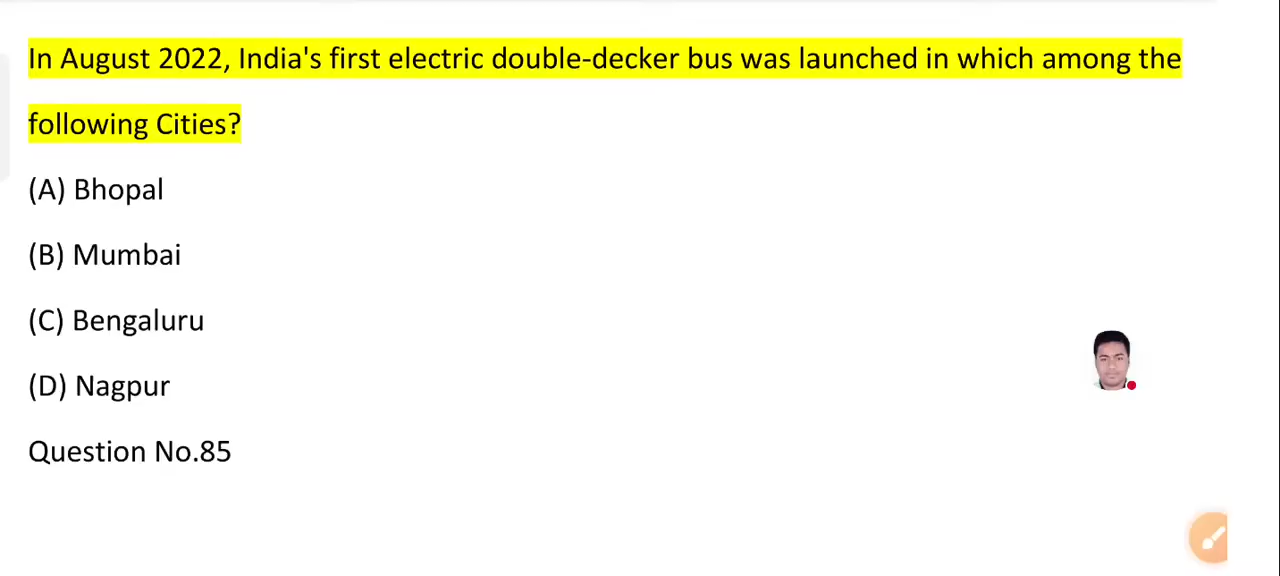 In August 2022, India's first electric double-decker bus was launched in which among the
following Cities?
(A) Bhopal
(B) Mumbai
(C) Bengaluru
(D) Nagpur
Question No.85